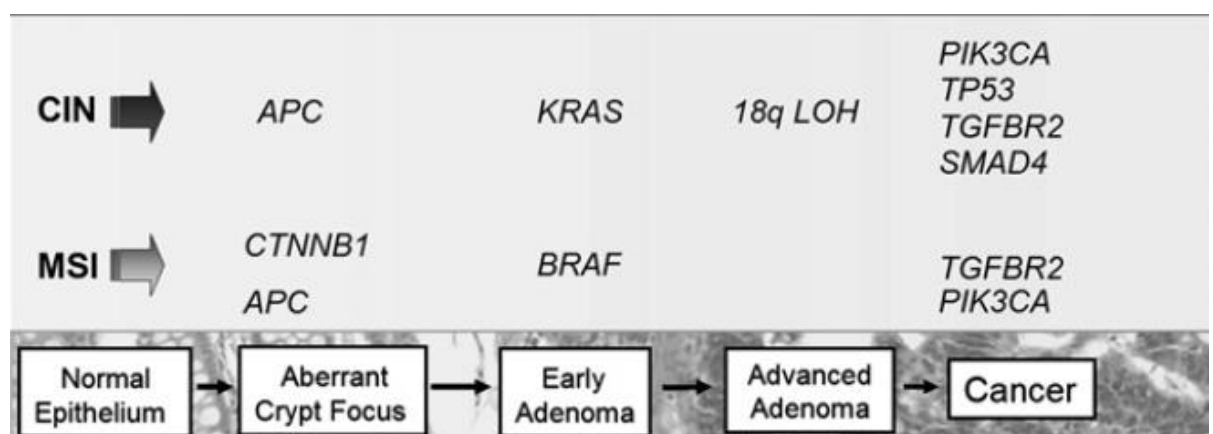 PIK3CA
CIN APC KRAS 18q LOH TP53
TGFBR2
SMAD4
CTNNB1
MSI BRAF TGFBR2
APC PIK3CA
Normal Aberrant Early Advanced Cancer
Epithelium Crypt Focus Adenoma Adenoma